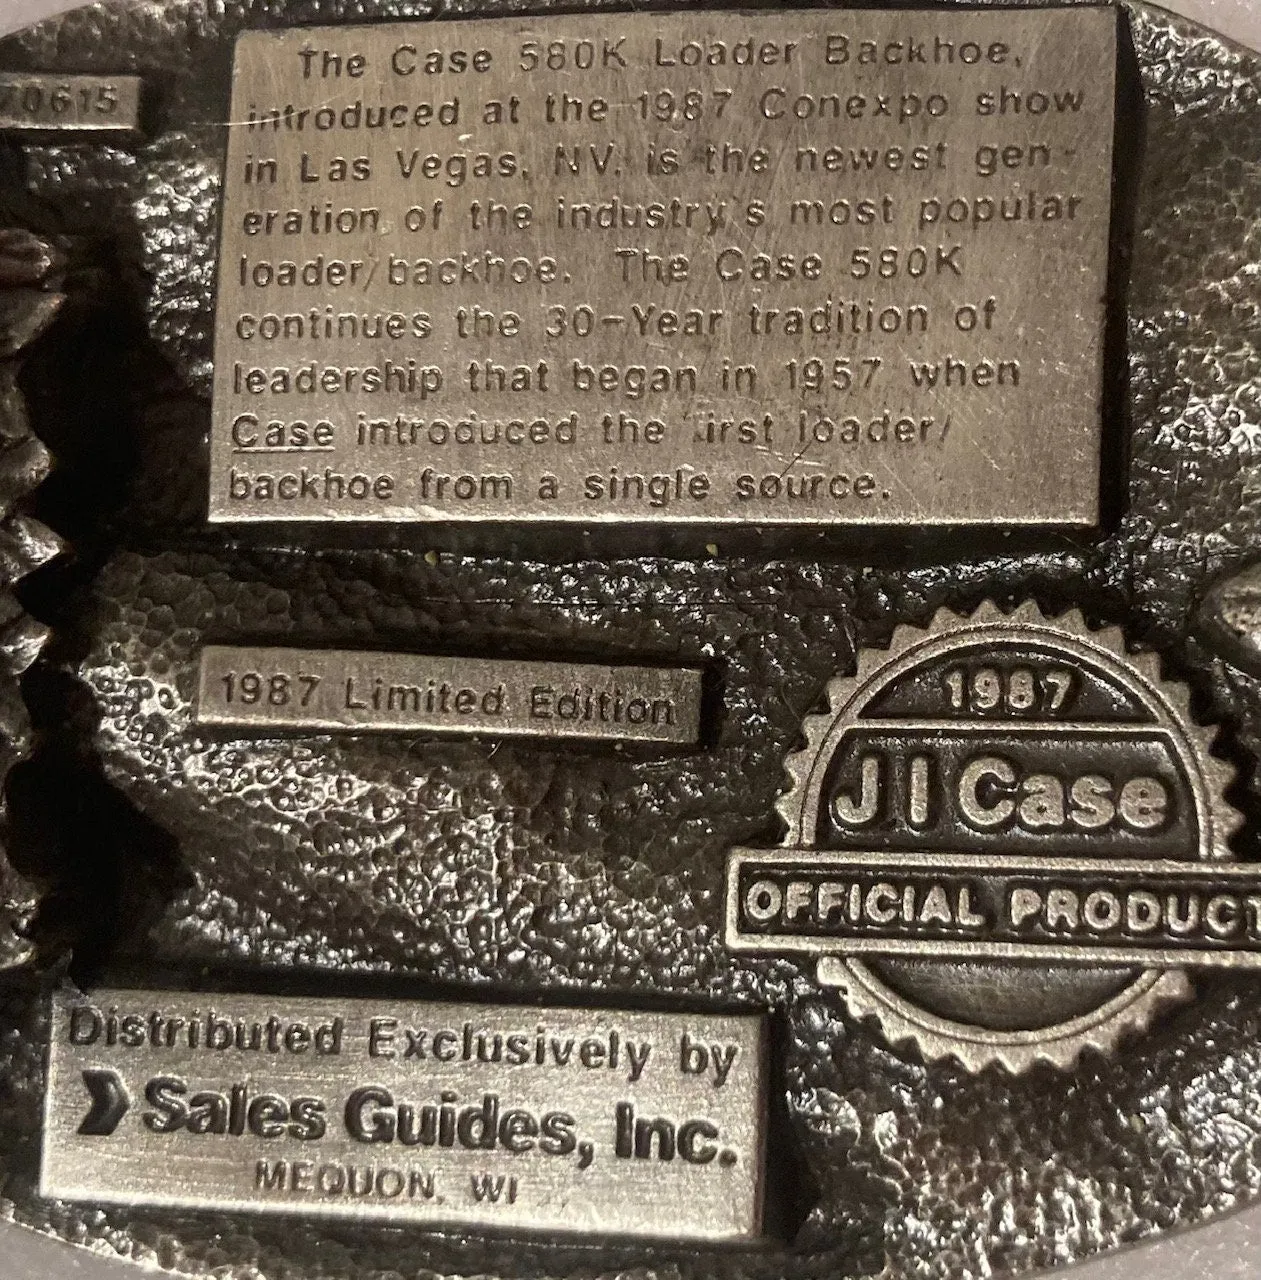 0615
The Case 580K Loader Backhoe,
introduced at the 1987 Conexpo show
in Las Vegas, NV. is the newest gen-
eration of the industry's most popular
loader/backhoe. The Case 580K
continues the 30-Year tradition of
leadership that began in 1957 when
Case introduced the first loader/
backhoe from a single source.
1987 Limited Edition
1987
J I Case
OFFICIAL PRODUCT
Distributed Exclusively by
Sales Guides, Inc.
MEQUON, WI